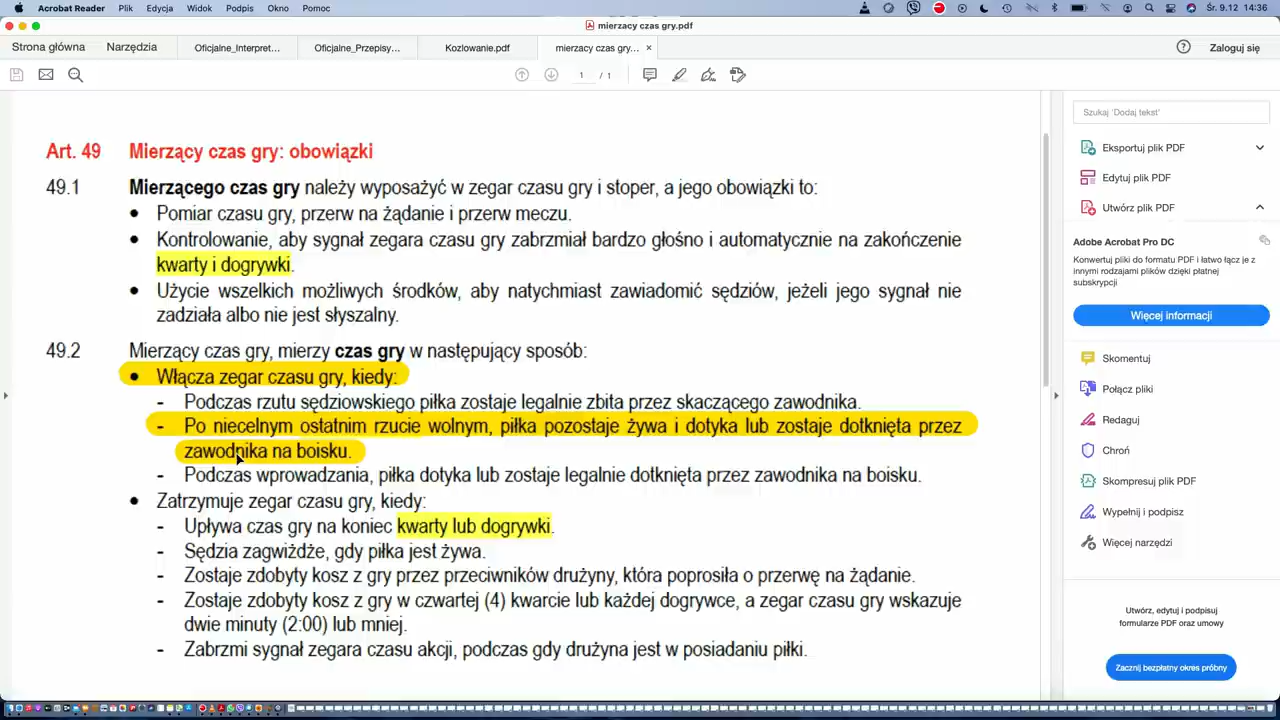 Acrobat Reader Plik Edycja Widok Podpis Okno Pomoc Śr. 9.12 14:36
mierzacy czas gry.pdf
Strona główna Narzędzia Oficjalne_Interpret... Oficjalne_Przepisy... Kozlowanie.pdf mierzacy czas gry... × Zaloguj się
1 / 1
Art. 49 Mierzący czas gry: obowiązki
49.1 Mierzącego czas gry należy wyposażyć w zegar czasu gry i stoper, a jego obowiązki to:
• Pomiar czasu gry, przerw na żądanie i przerw meczu.
• Kontrolowanie, aby sygnał zegara czasu gry zabrzmiał bardzo głośno i automatycznie na zakończenie
kwarty i dogrywki.
• Użycie wszelkich możliwych środków, aby natychmiast zawiadomić sędziów, jeżeli jego sygnał nie
zadziała albo nie jest słyszalny.
49.2 Mierzący czas gry, mierzy czas gry w następujący sposób:
• Włącza zegar czasu gry, kiedy:
- Podczas rzutu sędziowskiego piłka zostaje legalnie zbita przez skaczącego zawodnika.
- Po niecelnym ostatnim rzucie wolnym, piłka pozostaje żywa i dotyka lub zostaje dotknięta przez
zawodnika na boisku.
- Podczas wprowadzania, piłka dotyka lub zostaje legalnie dotknięta przez zawodnika na boisku.
• Zatrzymuje zegar czasu gry, kiedy:
- Upływa czas gry na koniec kwarty lub dogrywki.
- Sędzia zagwiżdże, gdy piłka jest żywa.
- Zostaje zdobyty kosz z gry przez przeciwników drużyny, która poprosiła o przerwę na żądanie.
- Zostaje zdobyty kosz z gry w czwartej (4) kwarcie lub każdej dogrywce, a zegar czasu gry wskazuje
dwie minuty (2:00) lub mniej.
- Zabrzmi sygnał zegara czasu akcji, podczas gdy drużyna jest w posiadaniu piłki.
Szukaj 'Dodaj tekst'
Eksportuj plik PDF
Edytuj plik PDF
Utwórz plik PDF
Adobe Acrobat Pro DC
Konwertuj pliki do formatu PDF i łatwo łącz je z
innymi rodzajami plików dzięki płatnej
subskrypcji
Więcej informacji
Skomentuj
Połącz pliki
Redaguj
Chroń
Skompresuj plik PDF
Wypełnij i podpisz
Więcej narzędzi
Utwórz, edytuj i podpisuj
formularze PDF oraz umowy
Zacznij bezpłatny okres próbny